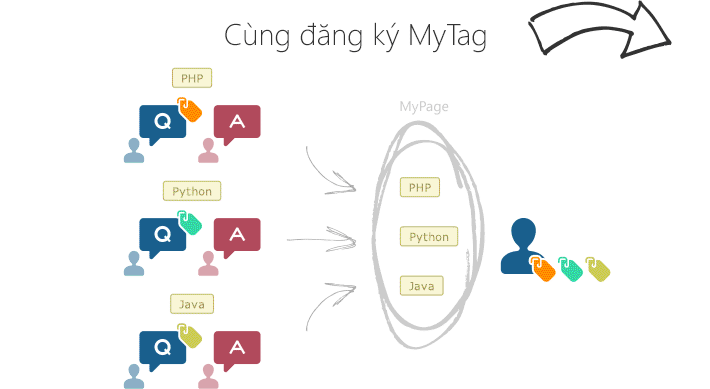 Cùng đăng ký MyTag
PHP
Q A
MyPage
PHP
Python
Q A
Python
Java
Java
Q A